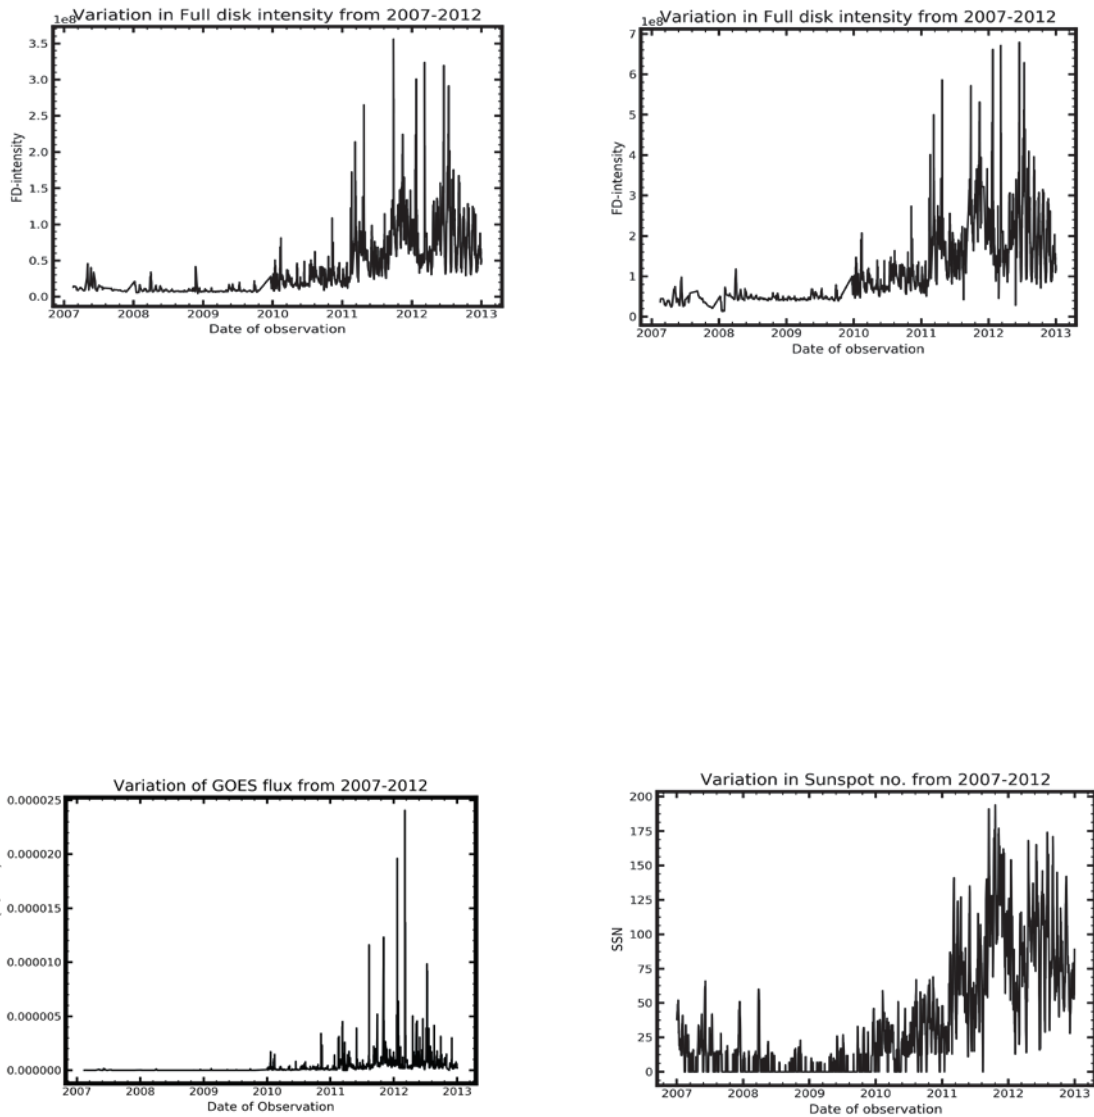 Variation in Full disk intensity from 2007-2012
1e8
3.5
3.0
2.5
2.0
1.5
1.0
0.5
0.0
FD-intensity
2007 2008 2009 2010 2011 2012 2013
Date of observation
Variation in Full disk intensity from 2007-2012
1e8
7
6
5
4
3
2
1
0
FD-intensity
2007 2008 2009 2010 2011 2012 2013
Date of observation
Variation of GOES flux from 2007-2012
0.000025
0.000020
0.000015
0.000010
0.000005
0.000000
2007 2008 2009 2010 2011 2012 2013
Date of Observation
Variation in Sunspot no. from 2007-2012
200
175
150
125
100
75
50
25
0
SSN
2007 2008 2009 2010 2011 2012 2013
Date of observation